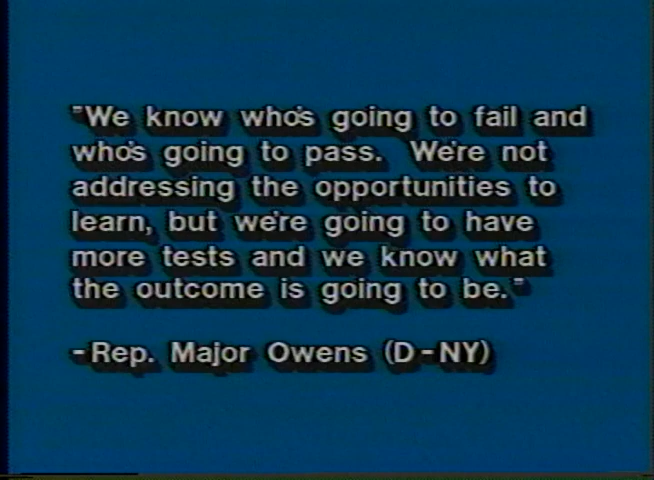 "We know who's going to fail and
who's going to pass.  We're not
addressing the opportunities to
learn, but we're going to have
more tests and we know what
the outcome is going to be."
-Rep. Major Owens (D-NY)